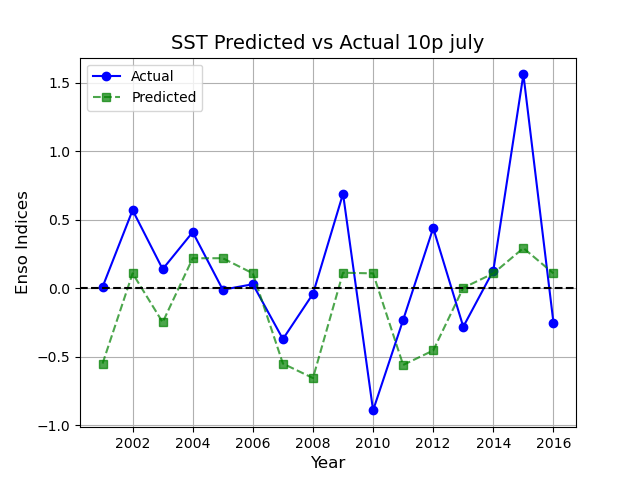 SST Predicted vs Actual 10p july
Actual
Predicted
1.5
1.0
0.5
0.0
−0.5
−1.0
Enso Indices
2002 2004 2006 2008 2010 2012 2014 2016
Year